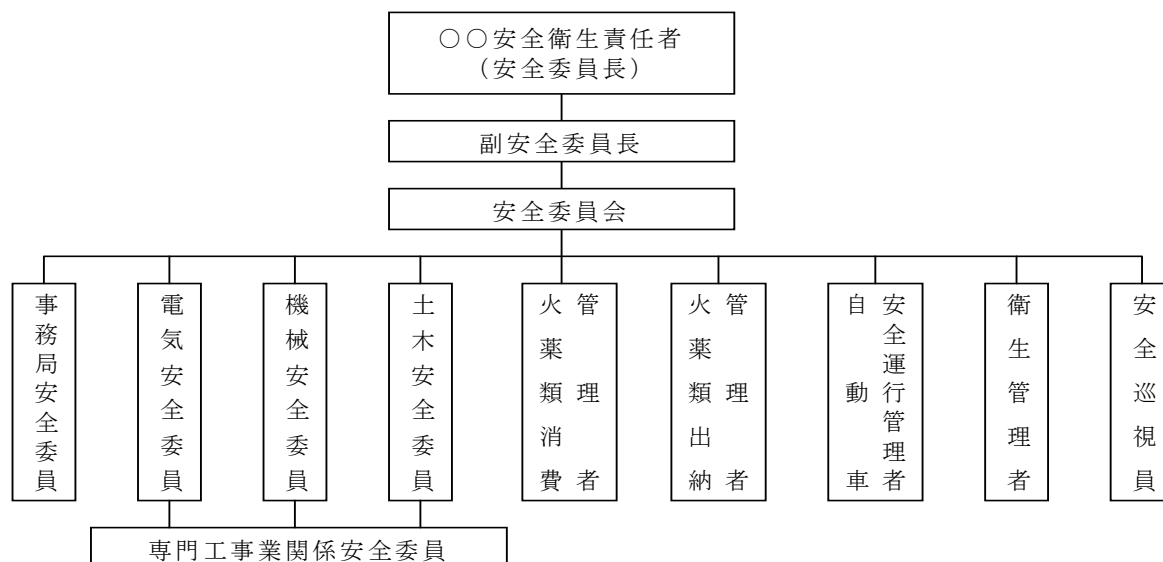 ○○安全衛生責任者
(安全委員長)
副安全委員長
安全委員会
事務局安全委員
電気安全委員
機械安全委員
土木安全委員
火薬類消費
管理者
火薬類出納
管理者
自動車
安全運行管理者
衛生管理者
安全巡視員
専門工事業関係安全委員